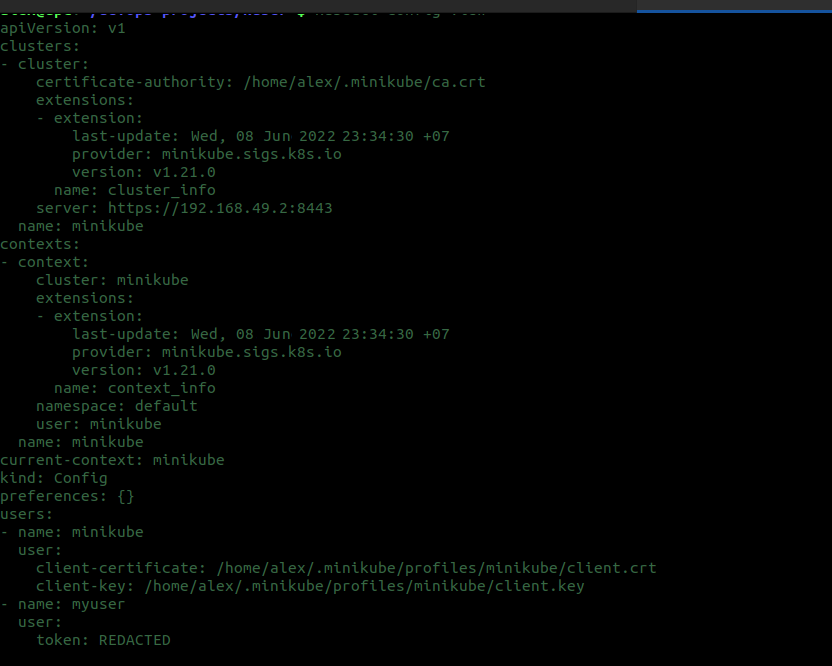 apiVersion: v1
clusters:
- cluster:
    certificate-authority: /home/alex/.minikube/ca.crt
    extensions:
    - extension:
        last-update: Wed, 08 Jun 2022 23:34:30 +07
        provider: minikube.sigs.k8s.io
        version: v1.21.0
      name: cluster_info
    server: https://192.168.49.2:8443
  name: minikube
contexts:
- context:
    cluster: minikube
    extensions:
    - extension:
        last-update: Wed, 08 Jun 2022 23:34:30 +07
        provider: minikube.sigs.k8s.io
        version: v1.21.0
      name: context_info
    namespace: default
    user: minikube
  name: minikube
current-context: minikube
kind: Config
preferences: {}
users:
- name: minikube
  user:
    client-certificate: /home/alex/.minikube/profiles/minikube/client.crt
    client-key: /home/alex/.minikube/profiles/minikube/client.key
- name: myuser
  user:
    token: REDACTED